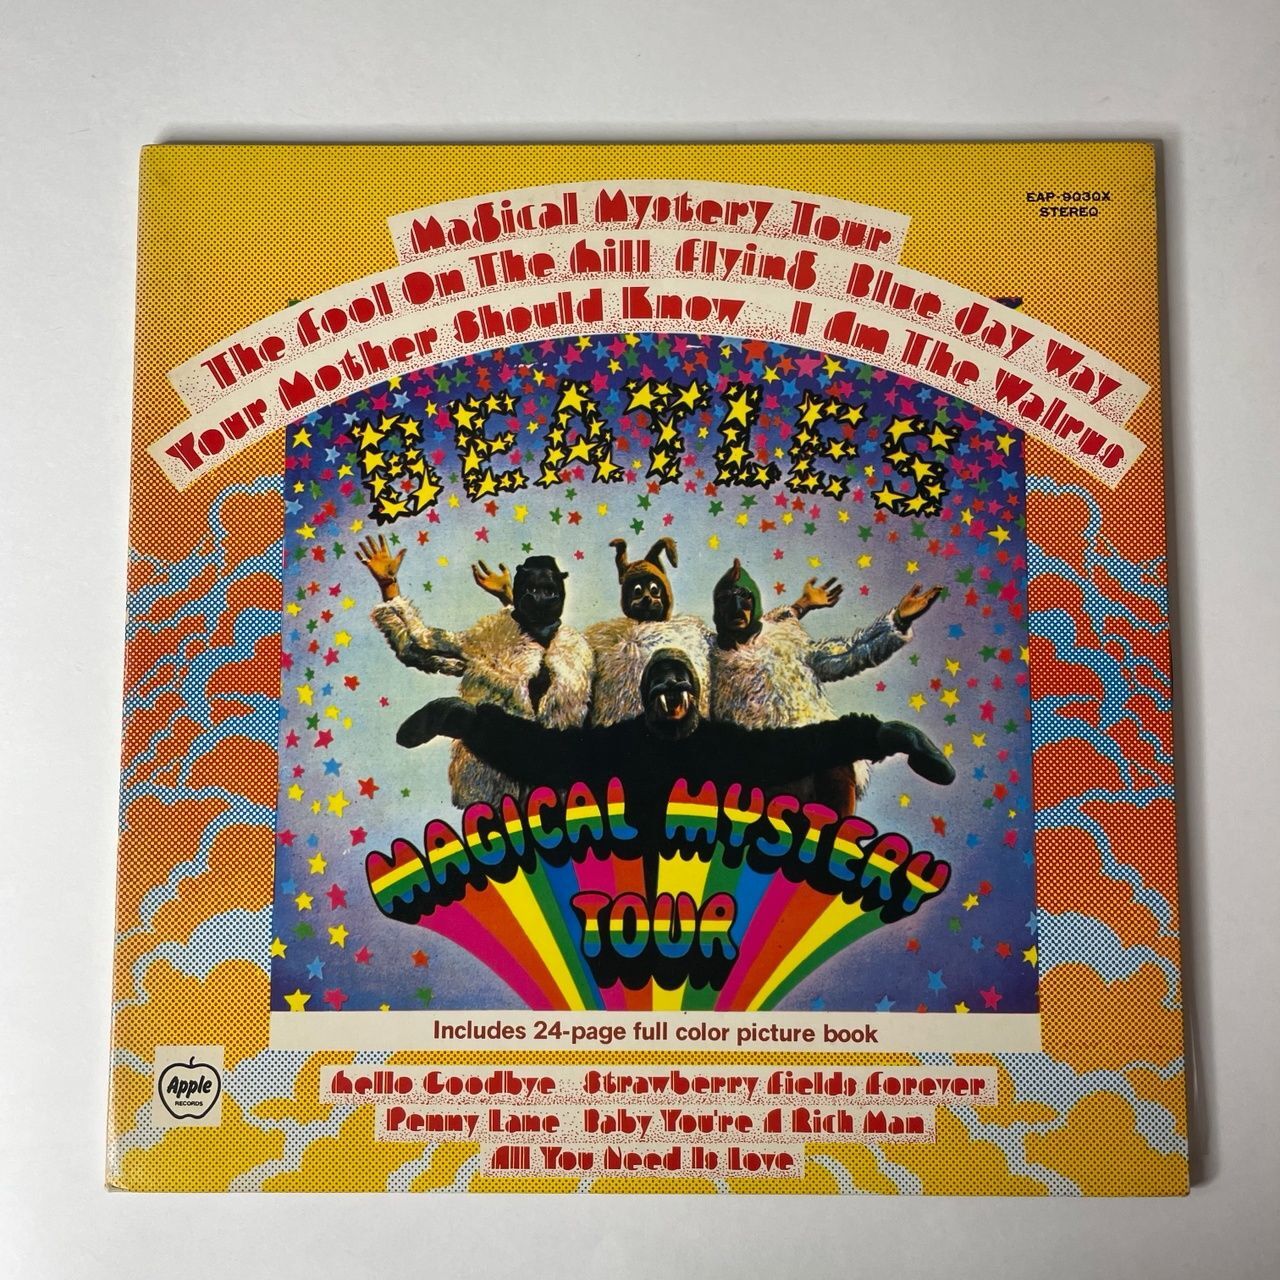 EAP-9030X
STEREO
Magical Mystery Tour
The Fool On The Hill Flying Blue Jay Way
Your Mother Should Know I Am The Walrus
BEATLES
MAGICAL MYSTERY
TOUR
Includes 24-page full color picture book
Apple
RECORDS
Hello Goodbye Strawberry Fields Forever
Penny Lane Baby You're A Rich Man
All You Need Is Love